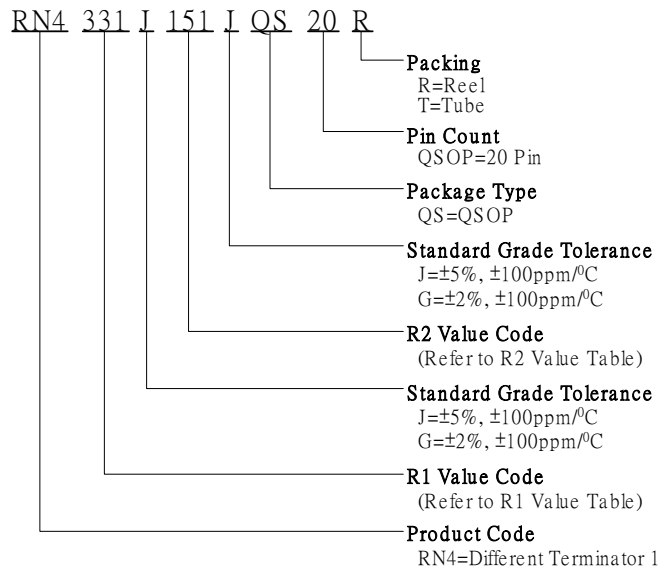 RN4 331 J 151 J QS 20 R
Packing
R=Reel
T=Tube
Pin Count
QSOP=20 Pin
Package Type
QS=QSOP
Standard Grade Tolerance
J=±5%, ±100ppm/⁰C
G=±2%, ±100ppm/⁰C
R2 Value Code
(Refer to R2 Value Table)
Standard Grade Tolerance
J=±5%, ±100ppm/⁰C
G=±2%, ±100ppm/⁰C
R1 Value Code
(Refer to R1 Value Table)
Product Code
RN4=Different Terminator 1